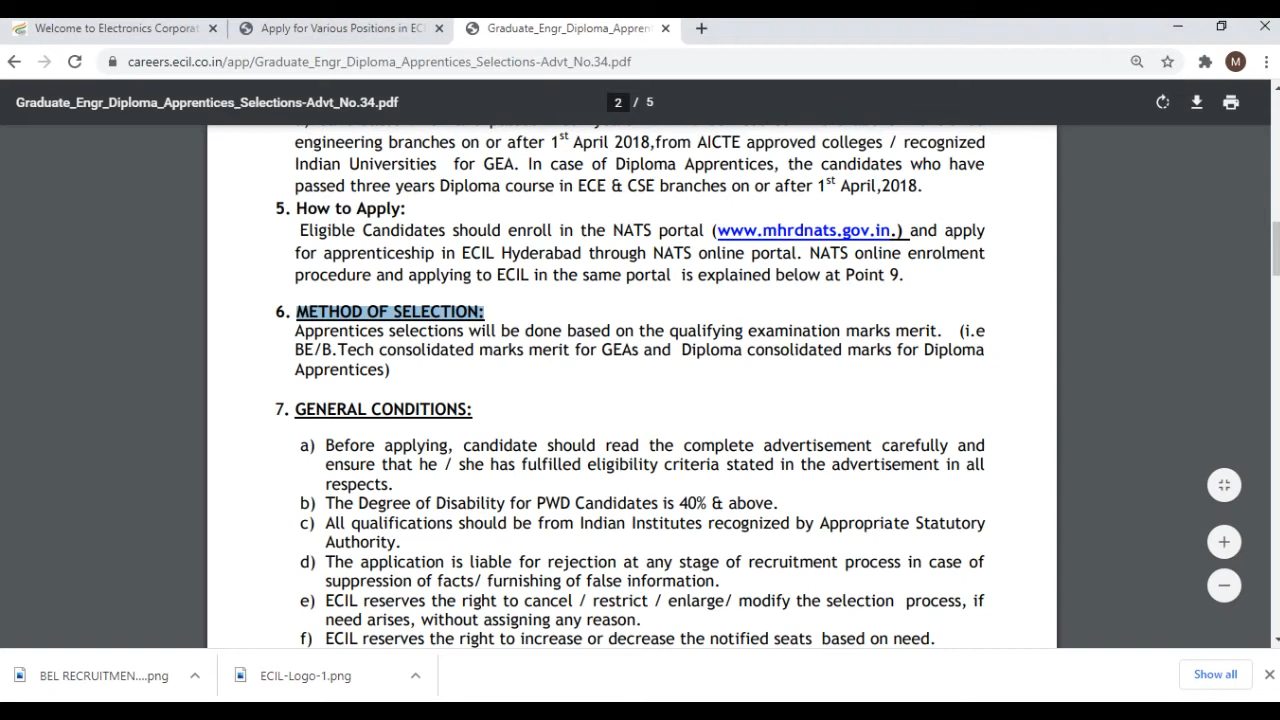 Welcome to Electronics Corporat
Apply for Various Positions in ECI
Graduate_Engr_Diploma_Apprent
careers.ecil.co.in/app/Graduate_Engr_Diploma_Apprentices_Selections-Advt_No.34.pdf
M
Graduate_Engr_Diploma_Apprentices_Selections-Advt_No.34.pdf
2 / 5
engineering branches on or after 1st April 2018,from AICTE approved colleges / recognized
Indian Universities for GEA. In case of Diploma Apprentices, the candidates who have
passed three years Diploma course in ECE & CSE branches on or after 1st April,2018.
5. How to Apply:
Eligible Candidates should enroll in the NATS portal (www.mhrdnats.gov.in.) and apply
for apprenticeship in ECIL Hyderabad through NATS online portal. NATS online enrolment
procedure and applying to ECIL in the same portal is explained below at Point 9.
6. METHOD OF SELECTION:
Apprentices selections will be done based on the qualifying examination marks merit. (i.e
BE/B.Tech consolidated marks merit for GEAs and Diploma consolidated marks for Diploma
Apprentices)
7. GENERAL CONDITIONS:
a) Before applying, candidate should read the complete advertisement carefully and
ensure that he / she has fulfilled eligibility criteria stated in the advertisement in all
respects.
b) The Degree of Disability for PWD Candidates is 40% & above.
c) All qualifications should be from Indian Institutes recognized by Appropriate Statutory
Authority.
d) The application is liable for rejection at any stage of recruitment process in case of
suppression of facts/ furnishing of false information.
e) ECIL reserves the right to cancel / restrict / enlarge/ modify the selection process, if
need arises, without assigning any reason.
f) ECIL reserves the right to increase or decrease the notified seats based on need.
BEL RECRUITMEN....png
ECIL-Logo-1.png
Show all